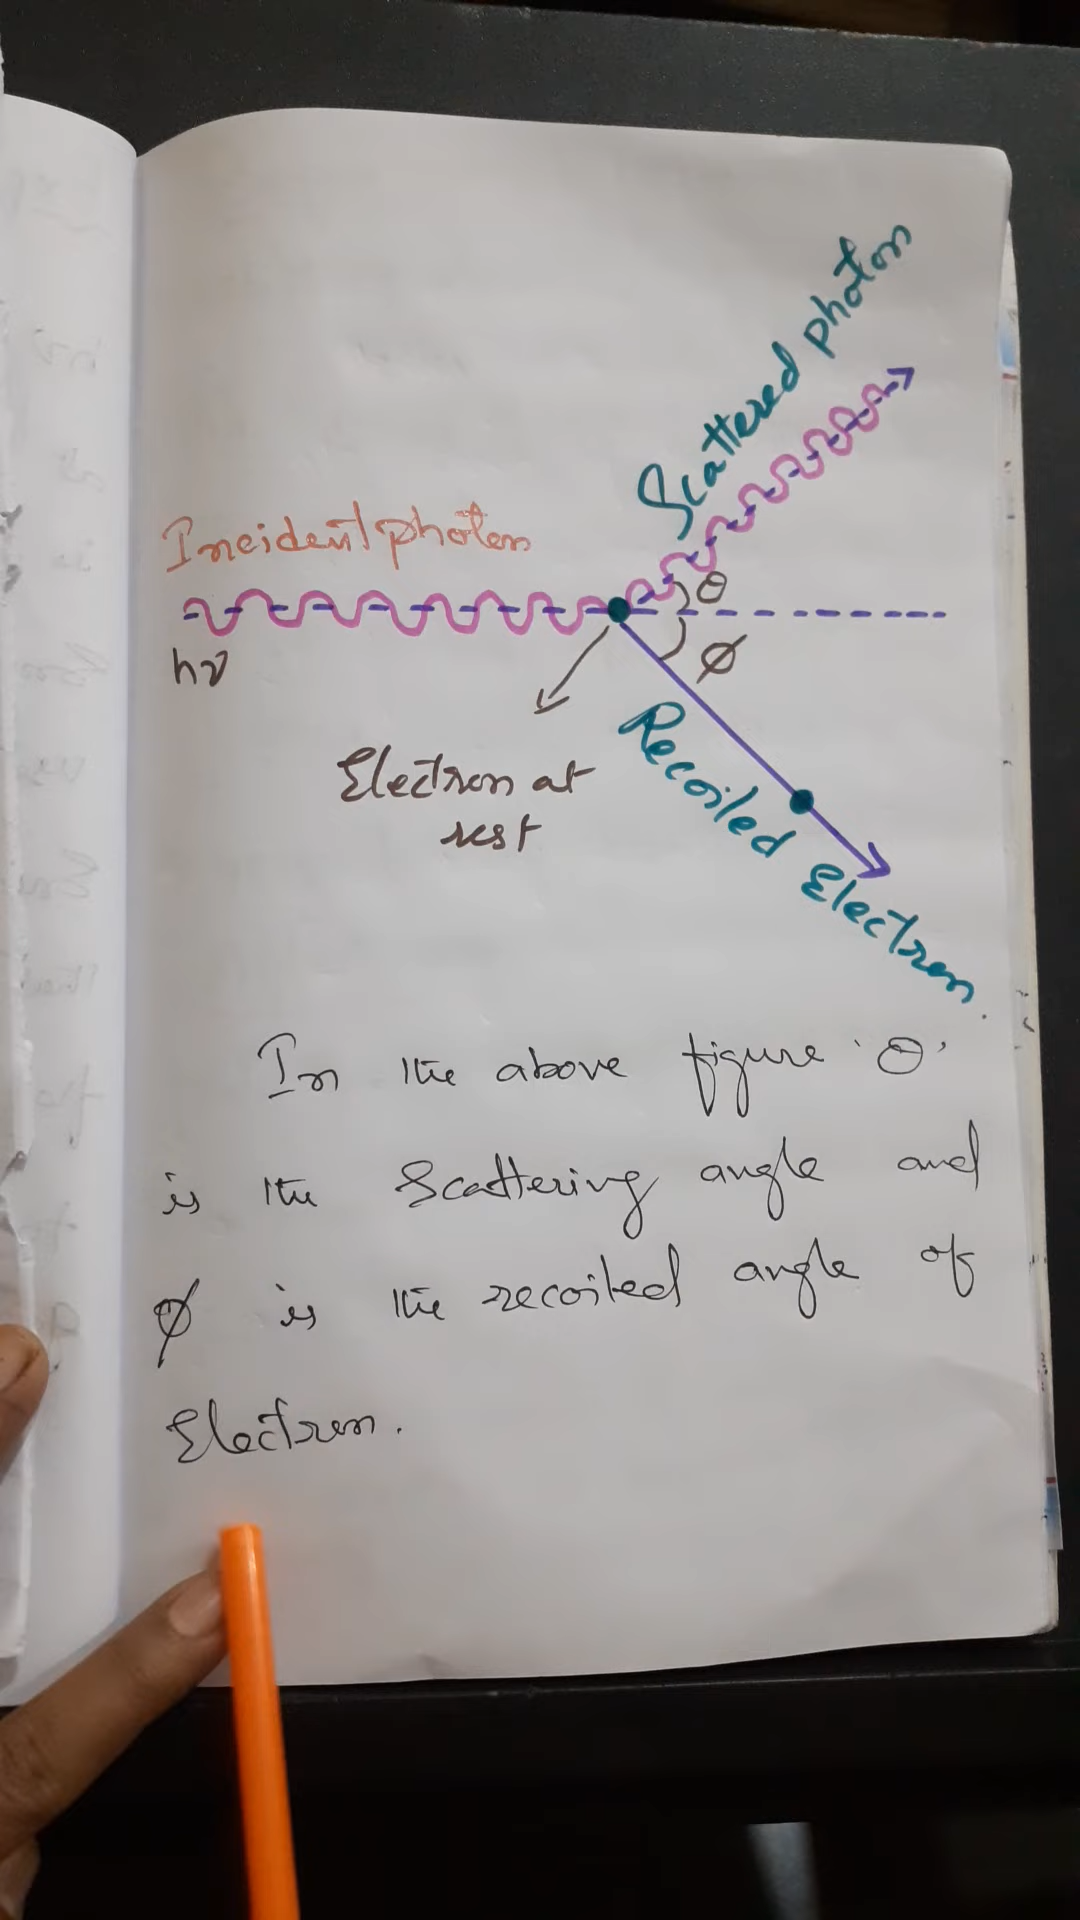 Scattered photon
Incident photon
θ
hν
ϕ
Electron at
rest
Recoiled Electron.
In the above figure 'θ'
is the Scattering angle and
ϕ is the recoiled angle of
Electron.